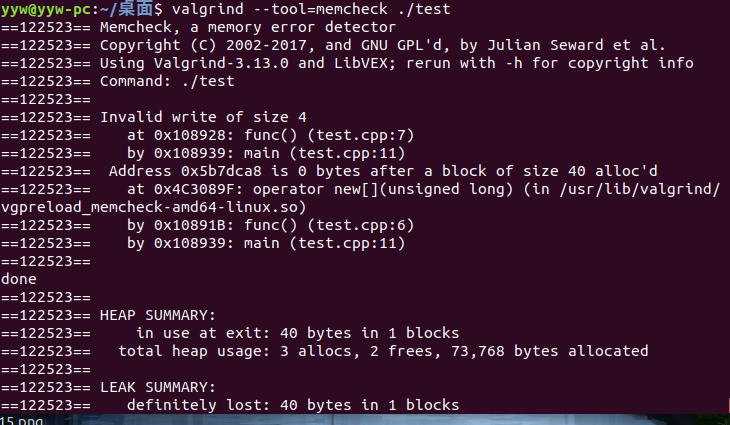 yyw@yyw-pc:~/桌面$ valgrind --tool=memcheck ./test
==122523== Memcheck, a memory error detector
==122523== Copyright (C) 2002-2017, and GNU GPL'd, by Julian Seward et al.
==122523== Using Valgrind-3.13.0 and LibVEX; rerun with -h for copyright info
==122523== Command: ./test
==122523==
==122523== Invalid write of size 4
==122523==    at 0x108928: func() (test.cpp:7)
==122523==    by 0x108939: main (test.cpp:11)
==122523==  Address 0x5b7dca8 is 0 bytes after a block of size 40 alloc'd
==122523==    at 0x4C3089F: operator new[](unsigned long) (in /usr/lib/valgrind/
vgpreload_memcheck-amd64-linux.so)
==122523==    by 0x10891B: func() (test.cpp:6)
==122523==    by 0x108939: main (test.cpp:11)
==122523==
done
==122523==
==122523== HEAP SUMMARY:
==122523==     in use at exit: 40 bytes in 1 blocks
==122523==   total heap usage: 3 allocs, 2 frees, 73,768 bytes allocated
==122523==
==122523== LEAK SUMMARY:
==122523==    definitely lost: 40 bytes in 1 blocks
15.png